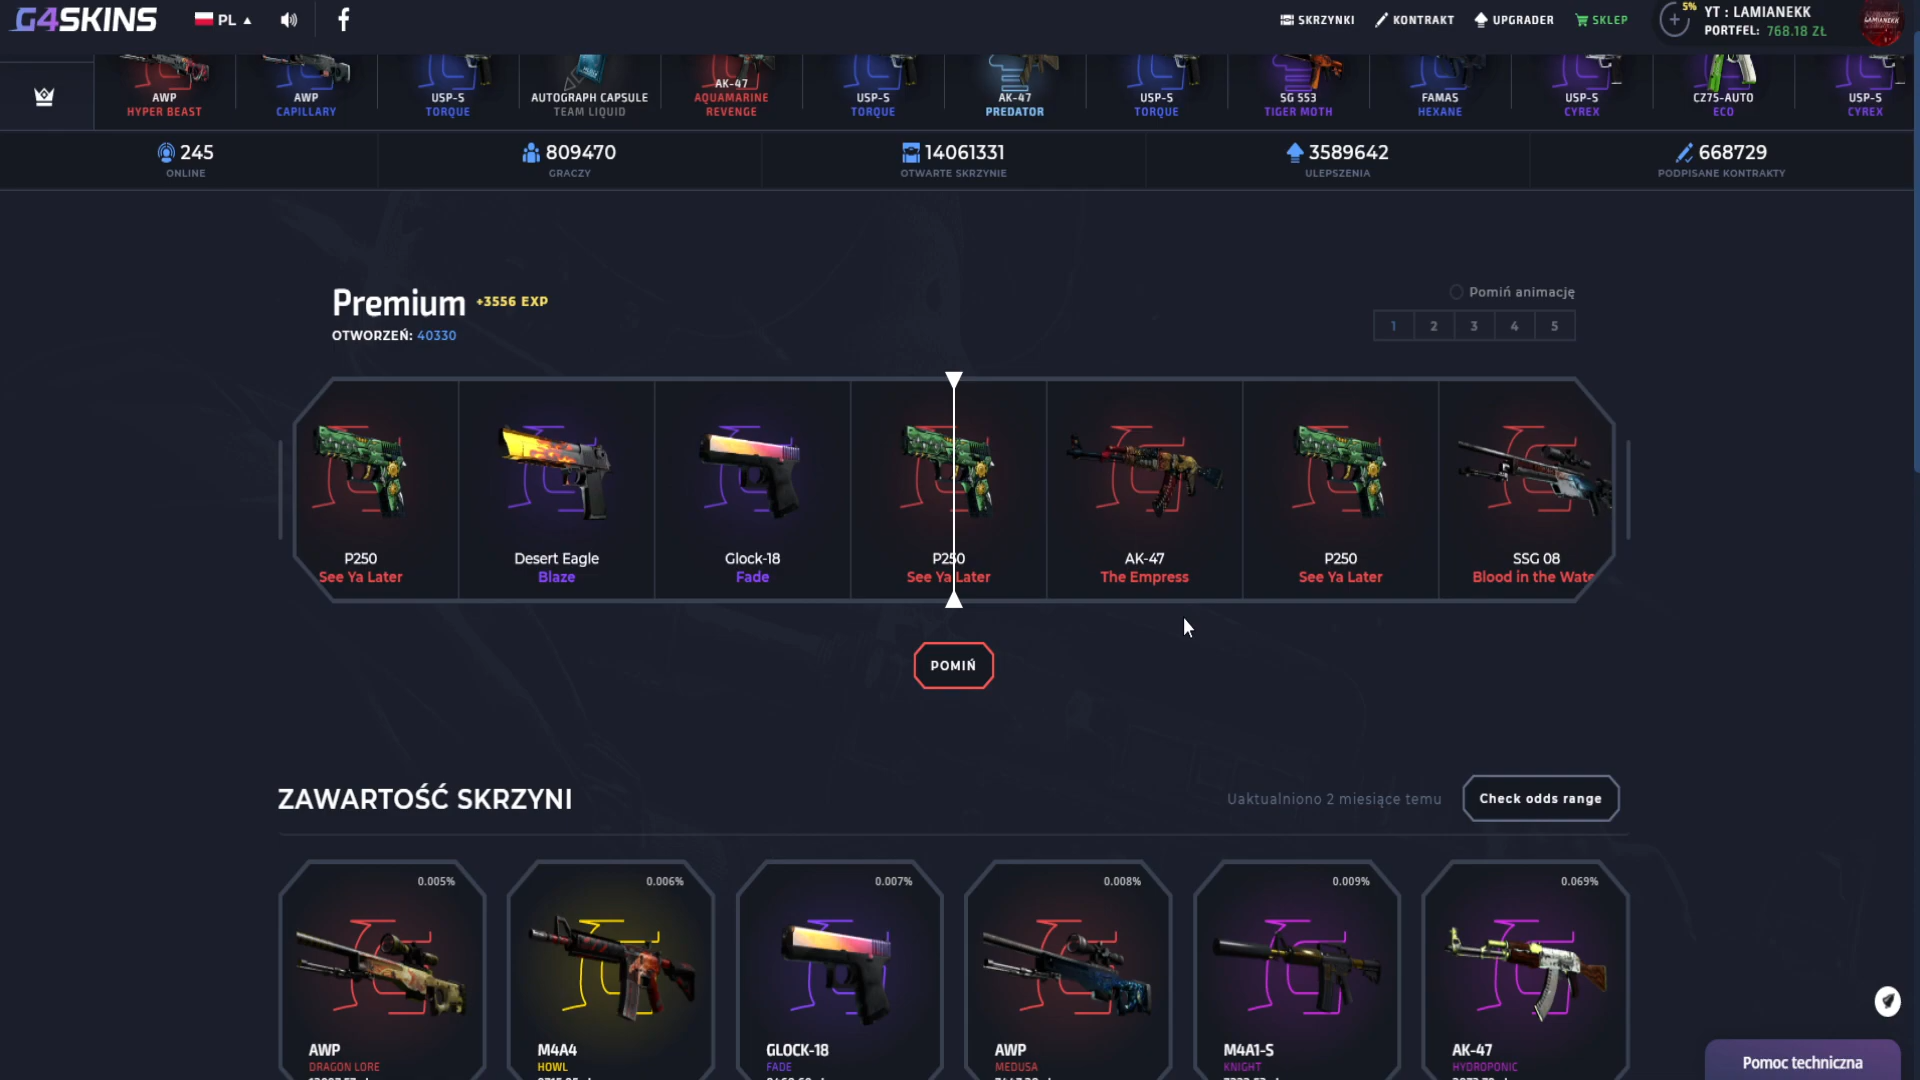 G4SKINS
PL
SKRZYNKI
KONTRAKT
UPGRADER
SKLEP
5%
YT : LAMIANEKK
PORTFEL: 768.18 ZŁ
LAMIANEKK
AWP
HYPER BEAST
AWP
CAPILLARY
USP-S
TORQUE
AUTOGRAPH CAPSULE
TEAM LIQUID
AK-47
AQUAMARINE
REVENGE
USP-S
TORQUE
AK-47
PREDATOR
USP-S
TORQUE
SG 553
TIGER MOTH
FAMAS
HEXANE
USP-S
CYREX
CZ75-AUTO
ECO
USP-S
CYREX
245
ONLINE
809470
GRACZY
14061331
OTWARTE SKRZYNIE
3589642
ULEPSZENIA
668729
PODPISANE KONTRAKTY
Premium +3556 EXP
OTWORZEŃ: 40330
Pomiń animację
1 2 3 4 5
P250
See Ya Later
Desert Eagle
Blaze
Glock-18
Fade
P250
See Ya Later
AK-47
The Empress
P250
See Ya Later
SSG 08
Blood in the Wate
POMIŃ
ZAWARTOŚĆ SKRZYNI
Uaktualniono 2 miesiące temu
Check odds range
0.005%
AWP
DRAGON LORE
0.006%
M4A4
HOWL
0.007%
GLOCK-18
FADE
0.008%
AWP
MEDUSA
0.009%
M4A1-S
KNIGHT
0.069%
AK-47
HYDROPONIC
Pomoc techniczna